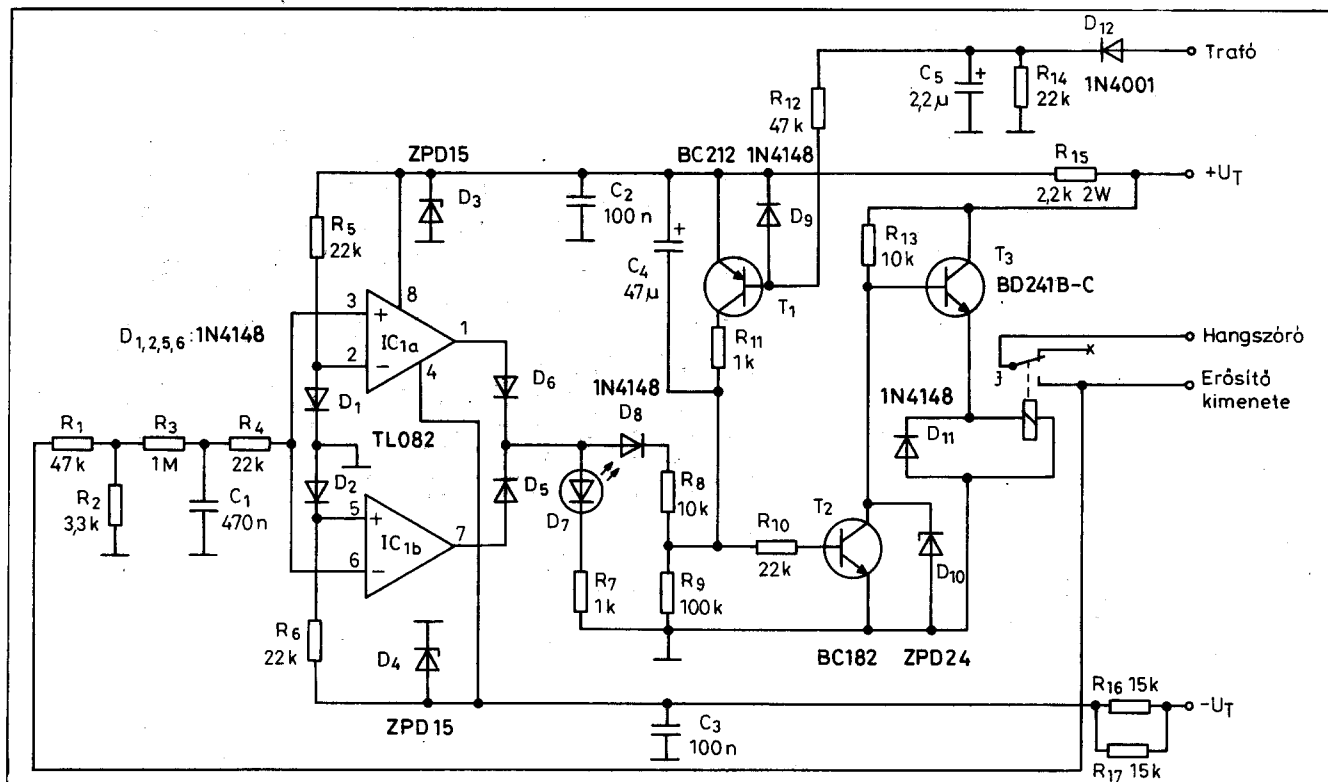 D12
Trafó
1N4001
C5
2,2µ
+
R14
22k
R12
47k
ZPD15
BC212
1N4148
R15
2,2k 2W
+UT
D3
C2
100n
C4
47µ
+
D9
R5
22k
R13
10k
T3
BD241B-C
T1
3
+
8
IC1a
1
2
−
4
D1,2,5,6:1N4148
R11
1k
Hangszóró
Erősítő
kimenete
x
J
D6
1N4148
D8
1N4148
D11
D1
TL082
R1
47k
R3
1M
R4
22k
R2
3,3k
C1
470n
D2
5
+
IC1b
7
6
−
D5
D7
R8
10k
R10
22k
T2
D10
R7
1k
R9
100k
R6
22k
D4
BC182
ZPD24
ZPD15
C3
100n
R16 15k
−UT
R17 15k